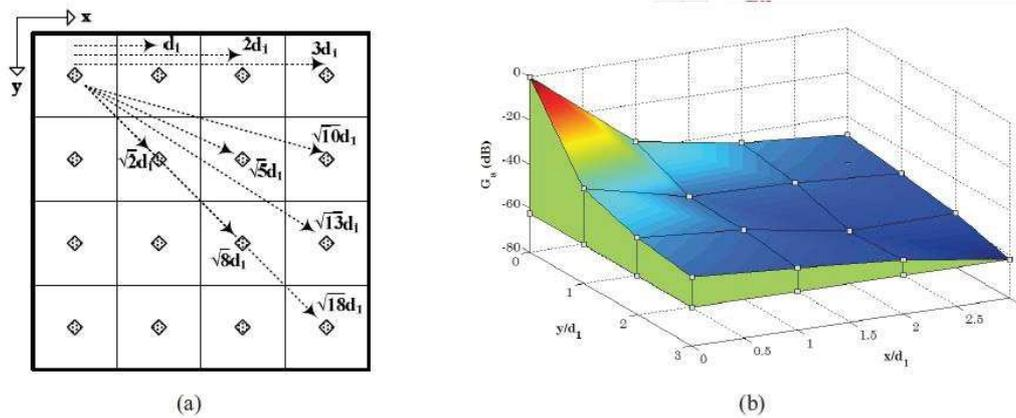 x
y
d₁
2d₁
3d₁
√10d₁
√2d₁
√5d₁
√13d₁
√8d₁
√18d₁
(a)
0
-20
-40
-60
-80
Gₐ (dB)
0
1
2
3
y/d₁
0
0.5
1
1.5
2
2.5
x/d₁
(b)